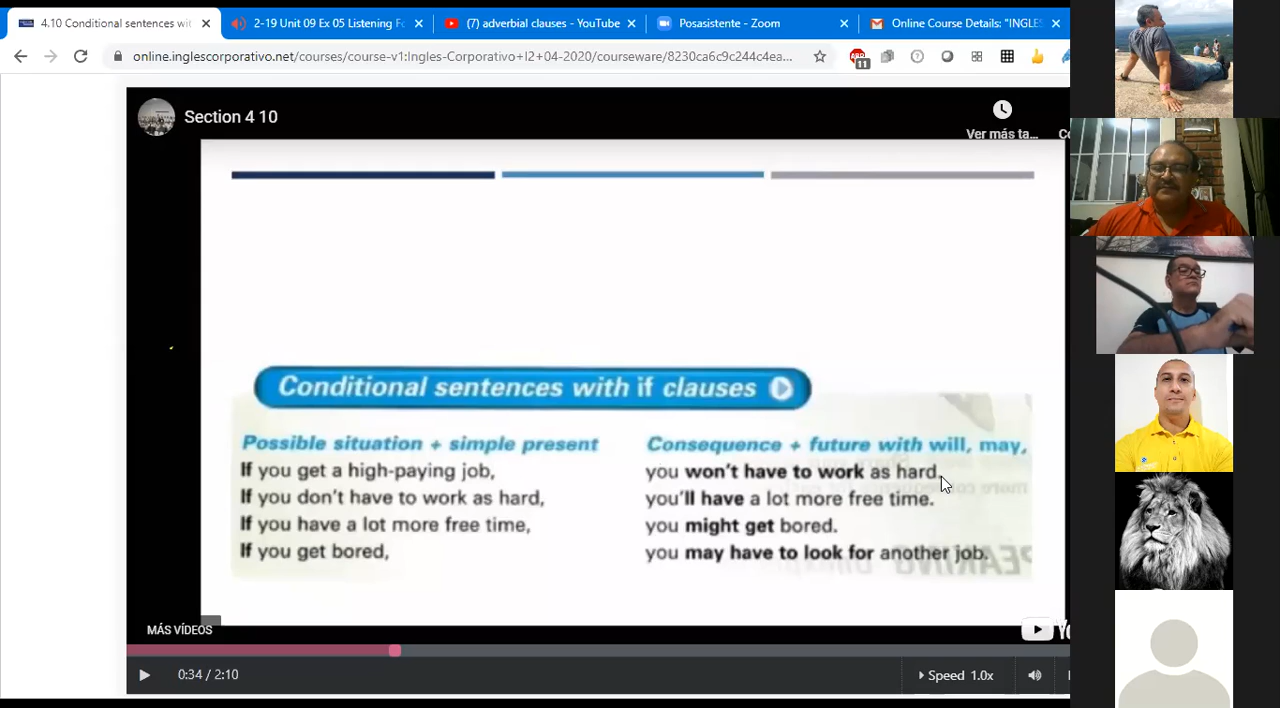 4.10 Conditional sentences wit
2-19 Unit 09 Ex 05 Listening Fo
(7) adverbial clauses - YouTube
Posasistente - Zoom
Online Course Details: "INGLES
online.inglescorporativo.net/courses/course-v1:Ingles-Corporativo+I2+04-2020/courseware/8230ca6c9c244c4ea...
11
Section 4 10
Ver más ta...
Conditional sentences with if clauses
Possible situation + simple present
If you get a high-paying job,
If you don't have to work as hard,
If you have a lot more free time,
If you get bored,
Consequence + future with will, may,
you won't have to work as hard.
you'll have a lot more free time.
you might get bored.
you may have to look for another job.
MÁS VÍDEOS
0:34 / 2:10
Speed 1.0x